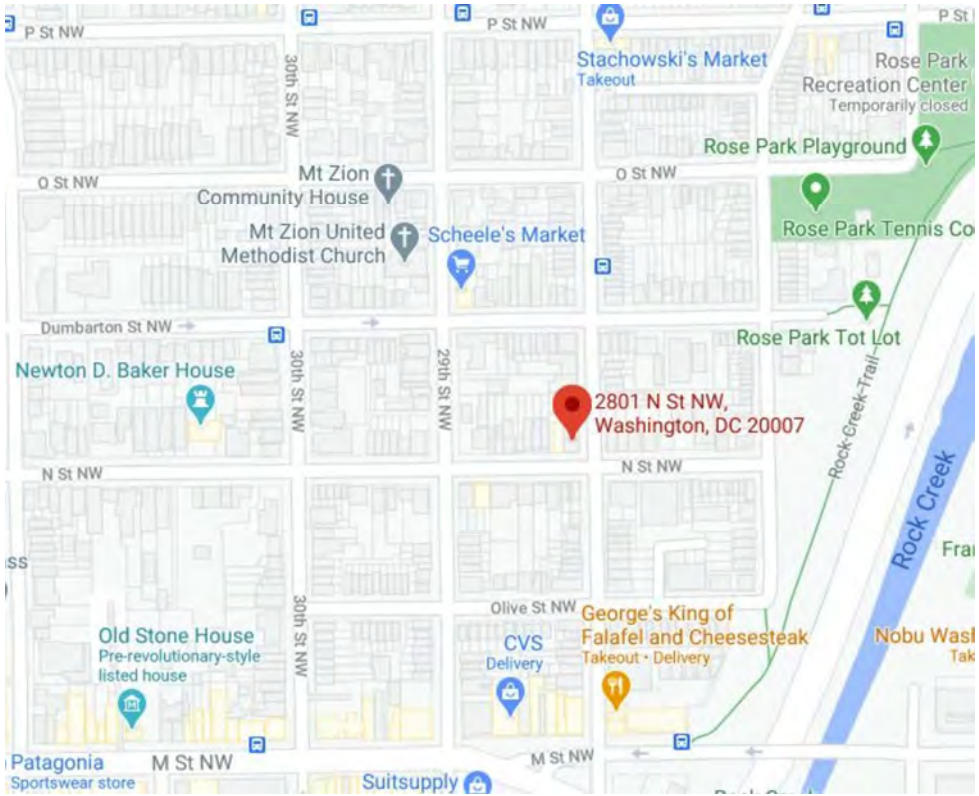 P St NW
P St NW
P St
30th St NW
Stachowski's Market
Takeout
Rose Park
Recreation Center
Temporarily closed
Rose Park Playground
O St NW
Mt Zion
Community House
O St NW
Mt Zion United
Methodist Church
Scheele's Market
Rose Park Tennis Co
Dumbarton St NW
Rose Park Tot Lot
30th St NW
29th St NW
Newton D. Baker House
2801 N St NW,
Washington, DC 20007
Rock Creek Trail
N St NW
N St NW
Rock Creek
Fra
ss
30th St NW
Olive St NW
Old Stone House
Pre-revolutionary-style
listed house
CVS
Delivery
George's King of
Falafel and Cheesesteak
Takeout • Delivery
Nobu Wash
Tak
Patagonia
Sportswear store
M St NW
M St NW
Suitsupply